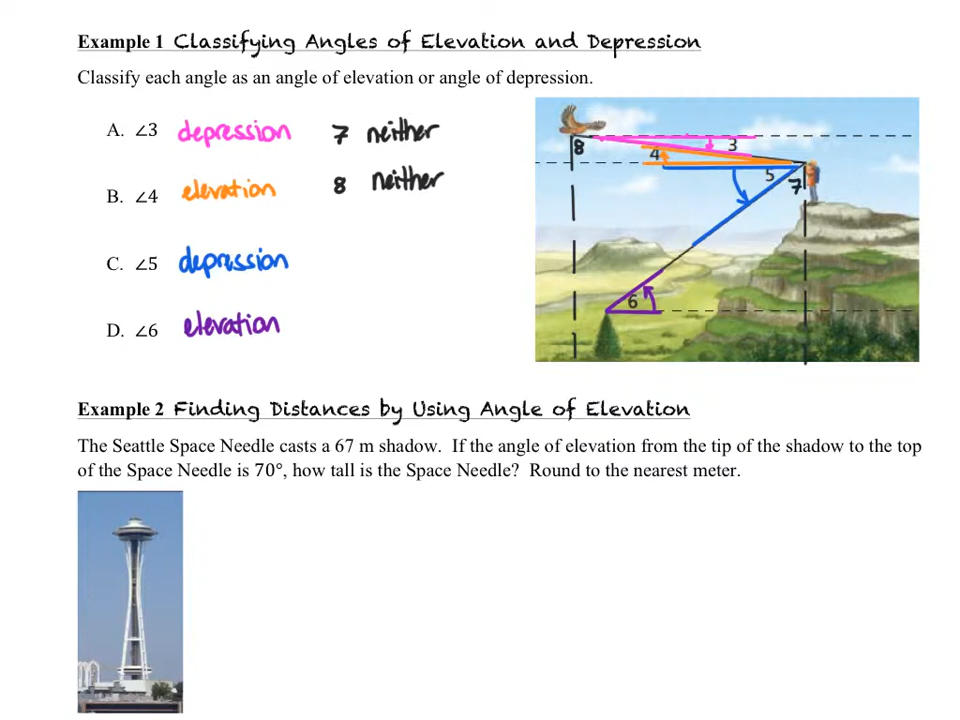 Example 1 Classifying Angles of Elevation and Depression
Classify each angle as an angle of elevation or angle of depression.
A. ∠3 depression 7 neither
B. ∠4 elevation 8 neither
C. ∠5 depression
D. ∠6 elevation
8
3
4
5
7
6
Example 2 Finding Distances by Using Angle of Elevation
The Seattle Space Needle casts a 67 m shadow. If the angle of elevation from the tip of the shadow to the top
of the Space Needle is 70°, how tall is the Space Needle? Round to the nearest meter.